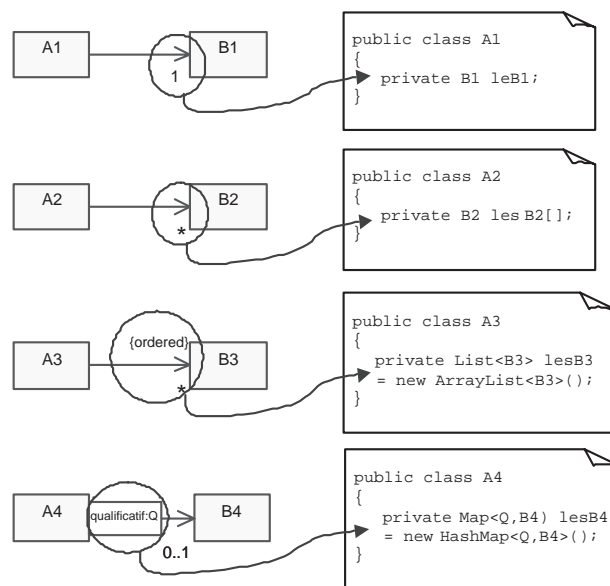 A1
B1
1
public class A1
{
private B1 leB1;
}
A2
B2
*
public class A2
{
private B2 lesB2[];
}
A3
{ordered}
B3
*
public class A3
{
private List<B3> lesB3
= new ArrayList<B3>();
}
A4
qualificatif:Q
B4
0..1
public class A4
{
private Map<Q,B4) lesB4
= new HashMap<Q,B4>();
}